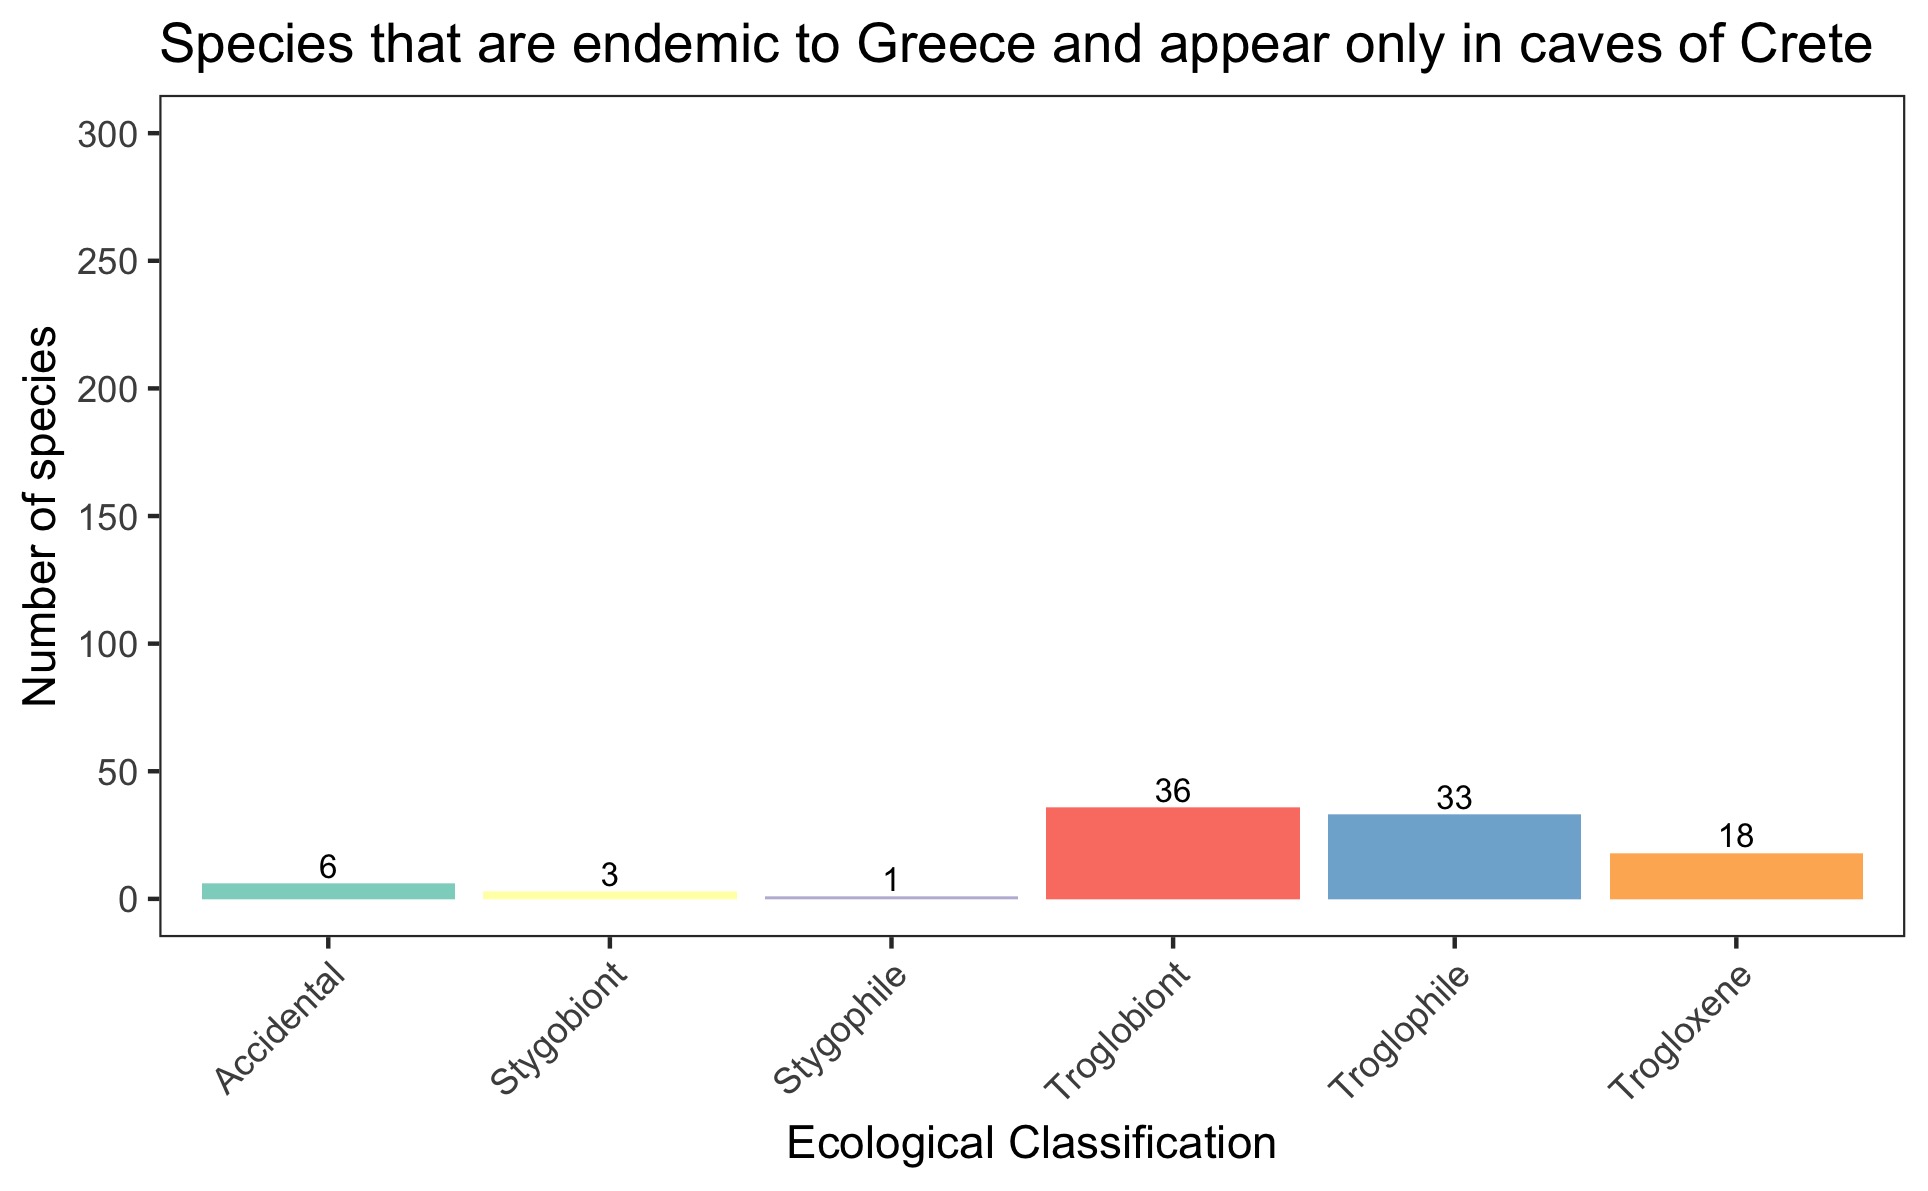 Species that are endemic to Greece and appear only in caves of Crete
Number of species
300
250
200
150
100
50
0
6
3
1
36
33
18
Accidental
Stygobiont
Stygophile
Troglobiont
Troglophile
Trogloxene
Ecological Classification